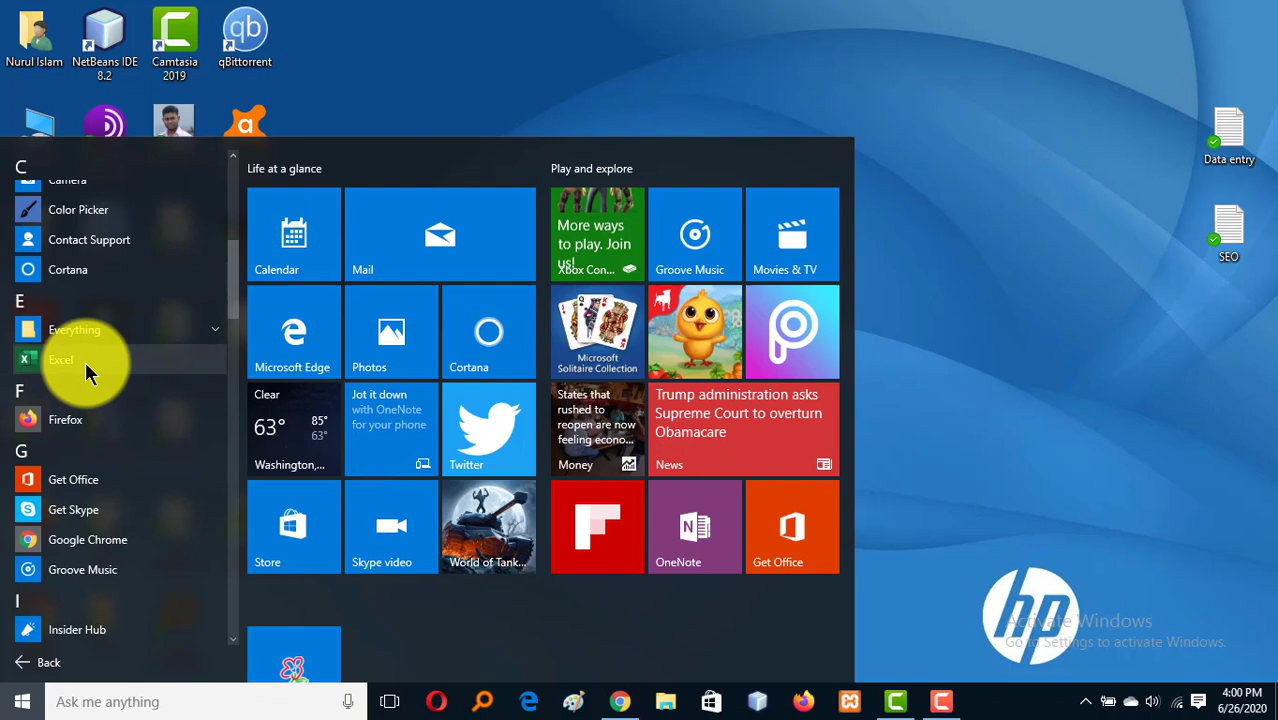 Nurul Islam
NetBeans IDE
8.2
Camtasia
2019
qBittorrent
Data entry
SEO
C
Camera
Color Picker
Contact Support
Cortana
E
Everything
Excel
F
Firefox
G
Get Office
Get Skype
Google Chrome
Groove Music
I
Insider Hub
Back
Life at a glance
Calendar
Mail
Microsoft Edge
Photos
Cortana
Clear
63°
85°
63°
Washington,...
Jot it down
with OneNote
for your phone
Twitter
Store
Skype video
World of Tank...
Play and explore
More ways
to play. Join
us!
Xbox Con...
Groove Music
Movies & TV
Microsoft
Solitaire Collection
zynga
States that
rushed to
reopen are now
feeling econo...
Money
Trump administration asks
Supreme Court to overturn
Obamacare
News
OneNote
Get Office
hp
Activate Windows
Go to Settings to activate Windows.
Ask me anything
4:00 PM
6/26/2020